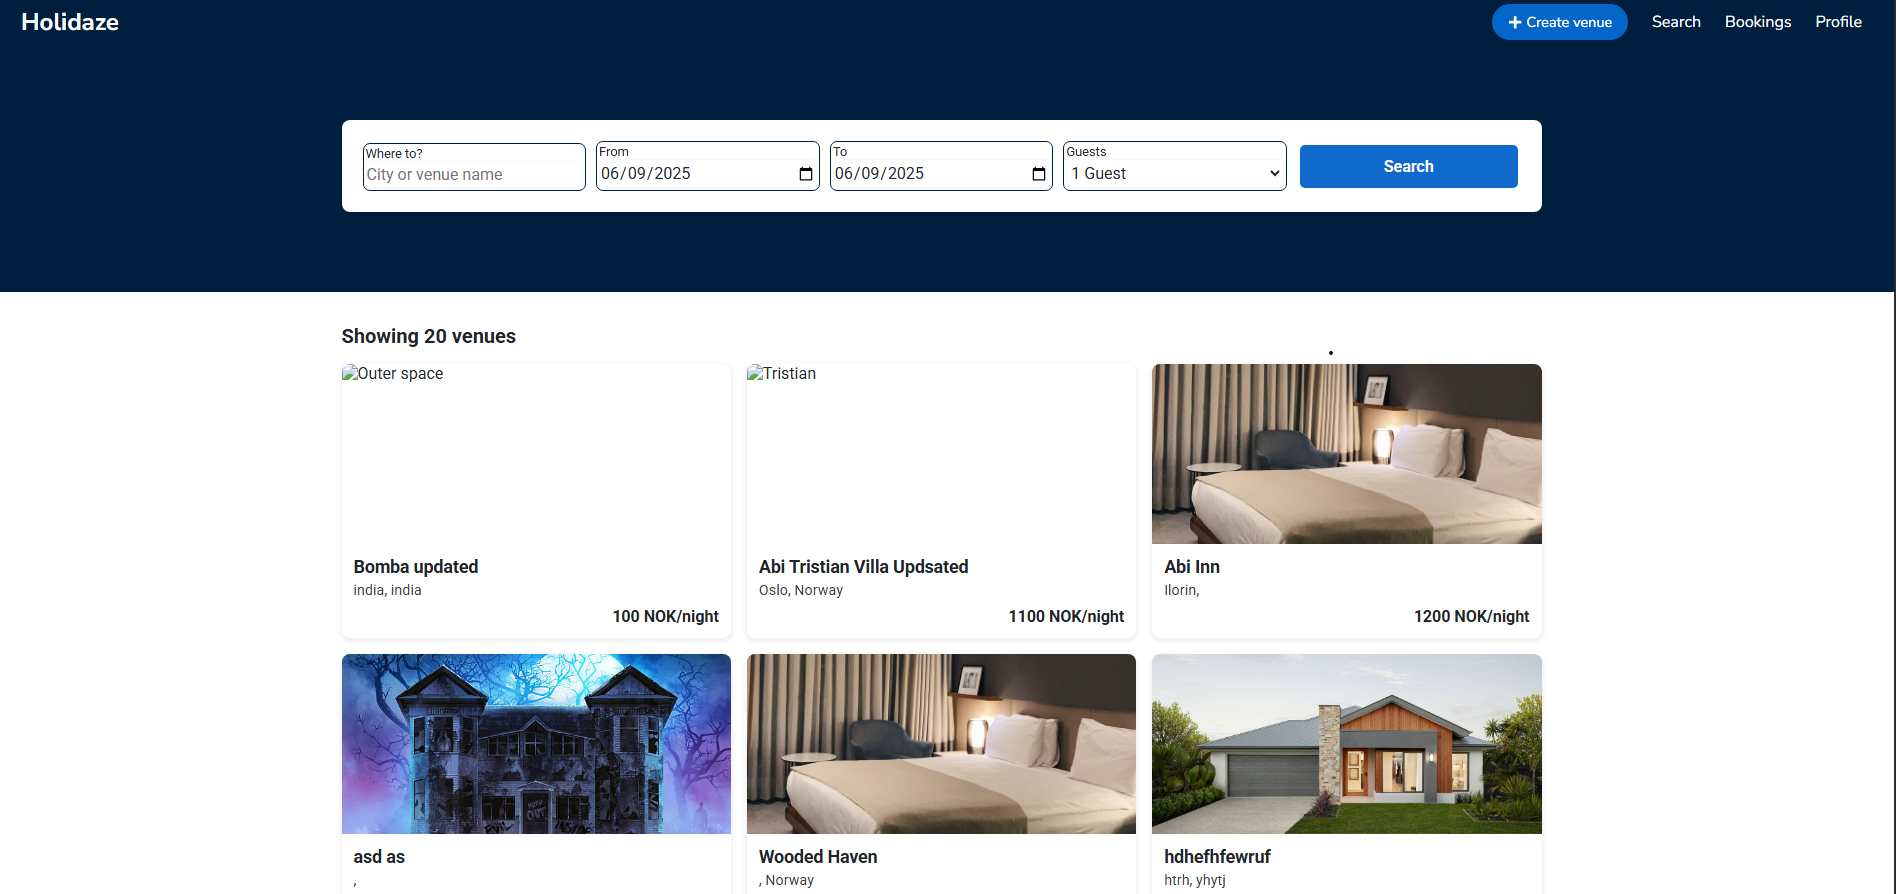 Holidaze
Create venue Search Bookings Profile
Where to? From To Guests
City or venue name 06/09/2025 06/09/2025 1 Guest Search
Showing 20 venues
Outer space Tristian
Bomba updated Abi Tristian Villa Updsated Abi Inn
india, india Oslo, Norway Ilorin,
100 NOK/night 1100 NOK/night 1200 NOK/night
asd as Wooded Haven hdhefhfewruf
, , Norway htrh, yhytj